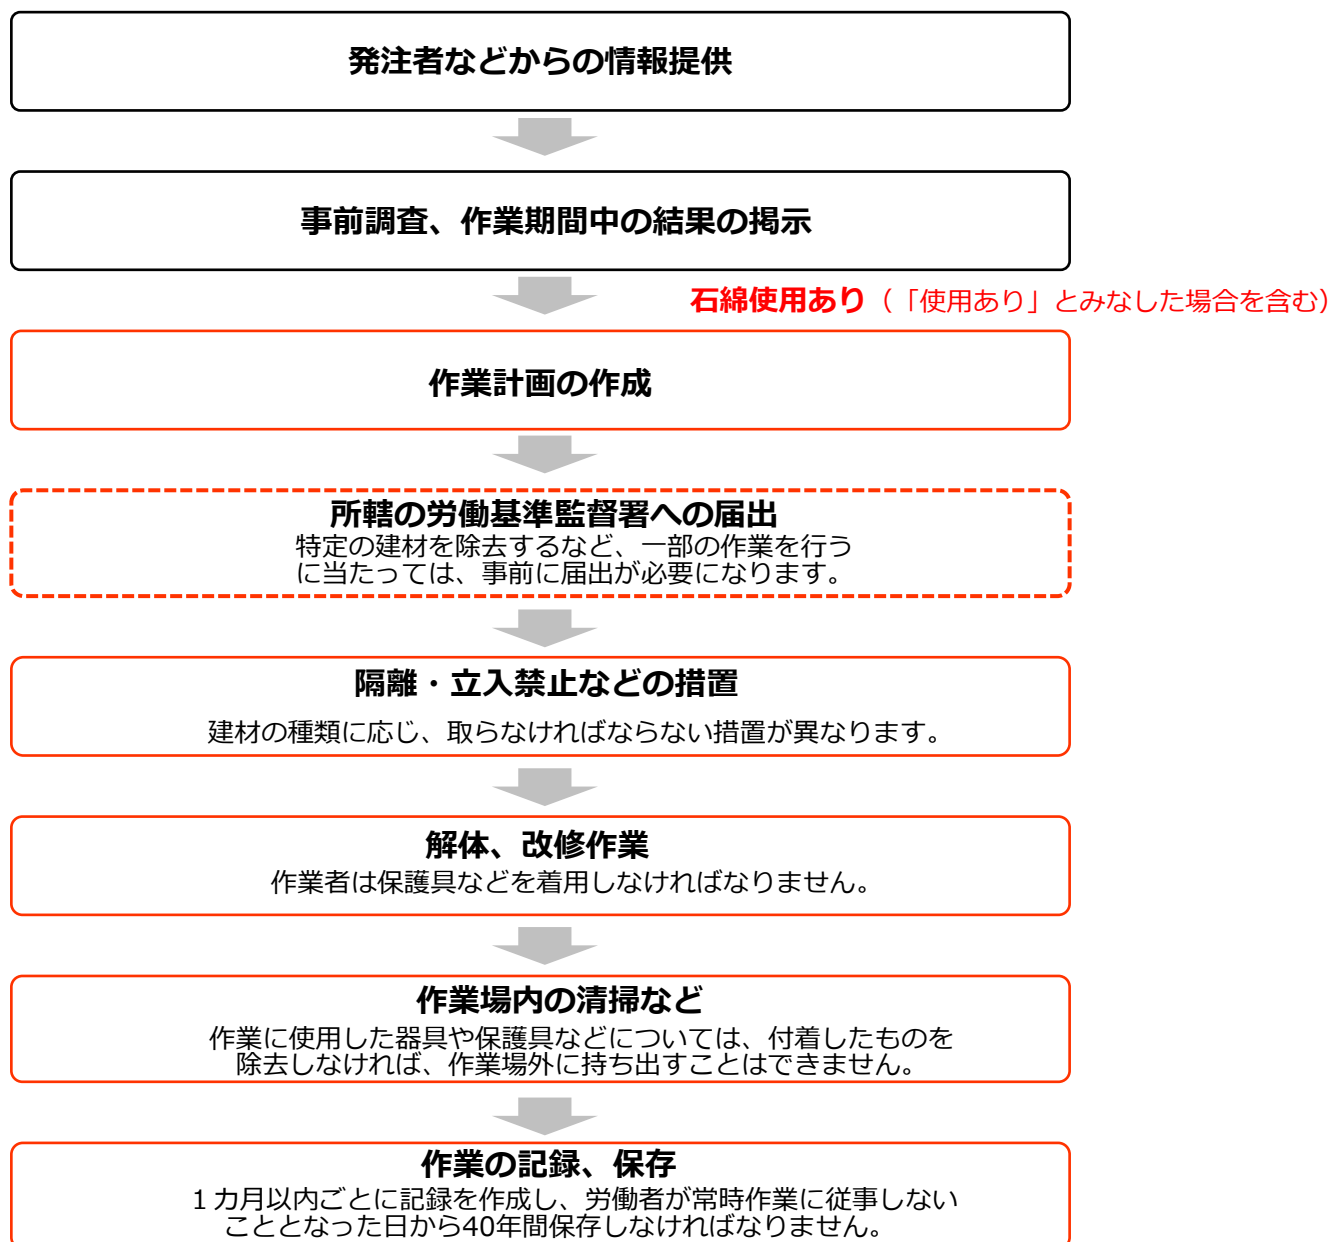 発注者などからの情報提供
事前調査、作業期間中の結果の掲示
石綿使用あり（「使用あり」とみなした場合を含む）
作業計画の作成
所轄の労働基準監督署への届出
特定の建材を除去するなど、一部の作業を行う
に当たっては、事前に届出が必要になります。
隔離・立入禁止などの措置
建材の種類に応じ、取らなければならない措置が異なります。
解体、改修作業
作業者は保護具などを着用しなければなりません。
作業場内の清掃など
作業に使用した器具や保護具などについては、付着したものを
除去しなければ、作業場外に持ち出すことはできません。
作業の記録、保存
１カ月以内ごとに記録を作成し、労働者が常時作業に従事しない
こととなった日から40年間保存しなければなりません。